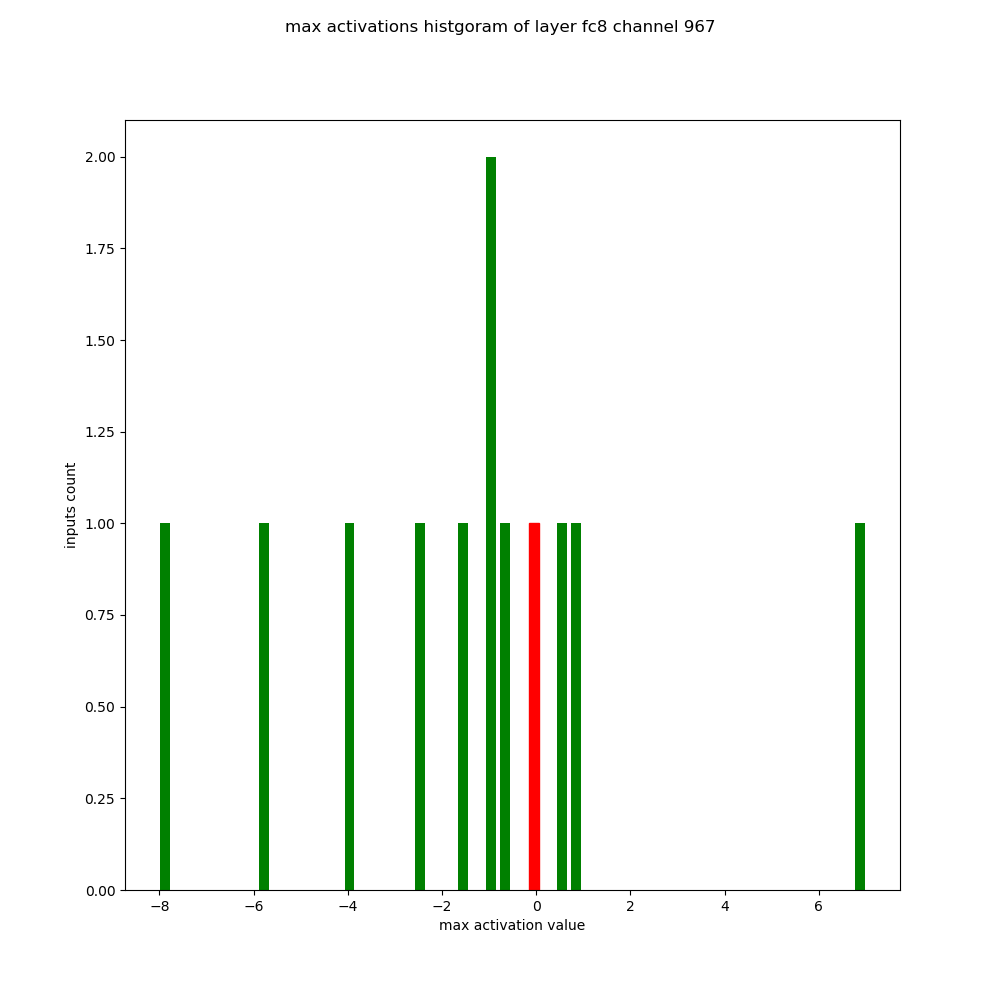 max activations histgoram of layer fc8 channel 967
2.00
1.75
1.50
1.25
1.00
0.75
0.50
0.25
0.00
inputs count
−8 −6 −4 −2 0 2 4 6
max activation value